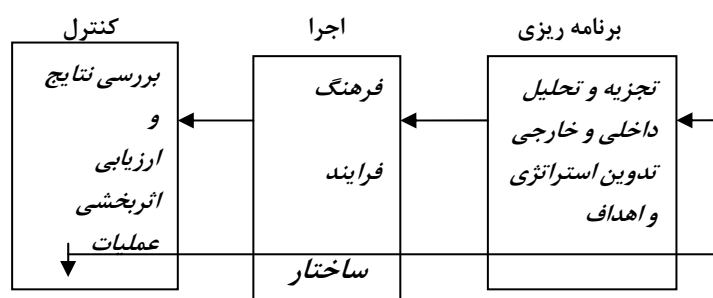 برنامه ریزی
اجرا
کنترل
تجزیه و تحلیل
داخلی و خارجی
تدوین استراتژی
و اهداف
فرهنگ
فرایند
ساختار
بررسی نتایج
و
ارزیابی
اثربخشی
عملیات